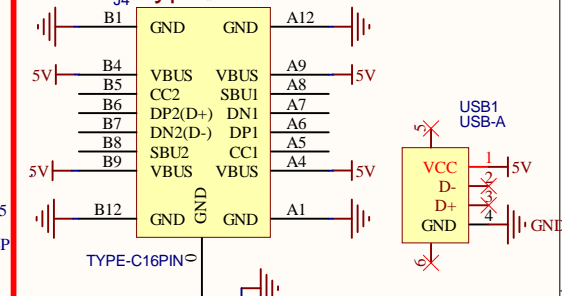 J4
B1 GND GND A12
5V B4 VBUS VBUS A9 5V
B5 CC2 SBU1 A8
B6 DP2(D+) DN1 A7
B7 DN2(D-) DP1 A6
B8 SBU2 CC1 A5
5V B9 VBUS VBUS A4 5V
B12 GND GND GND A1
TYPE-C16PIN 0
5
P
USB1
USB-A
5
VCC 1 5V
D- 2
D+ 3
GND 4 GND
6